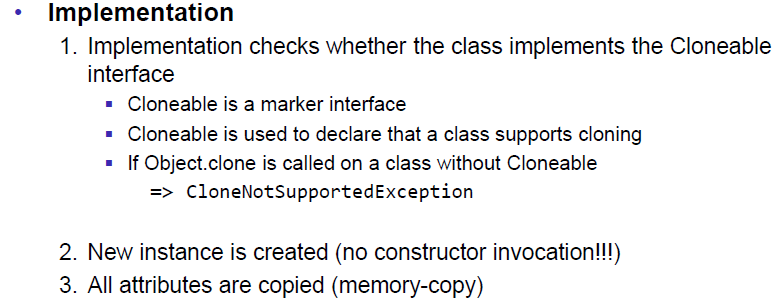 • Implementation
1. Implementation checks whether the class implements the Cloneable
interface
▪ Cloneable is a marker interface
▪ Cloneable is used to declare that a class supports cloning
▪ If Object.clone is called on a class without Cloneable
=> CloneNotSupportedException
2. New instance is created (no constructor invocation!!!)
3. All attributes are copied (memory-copy)